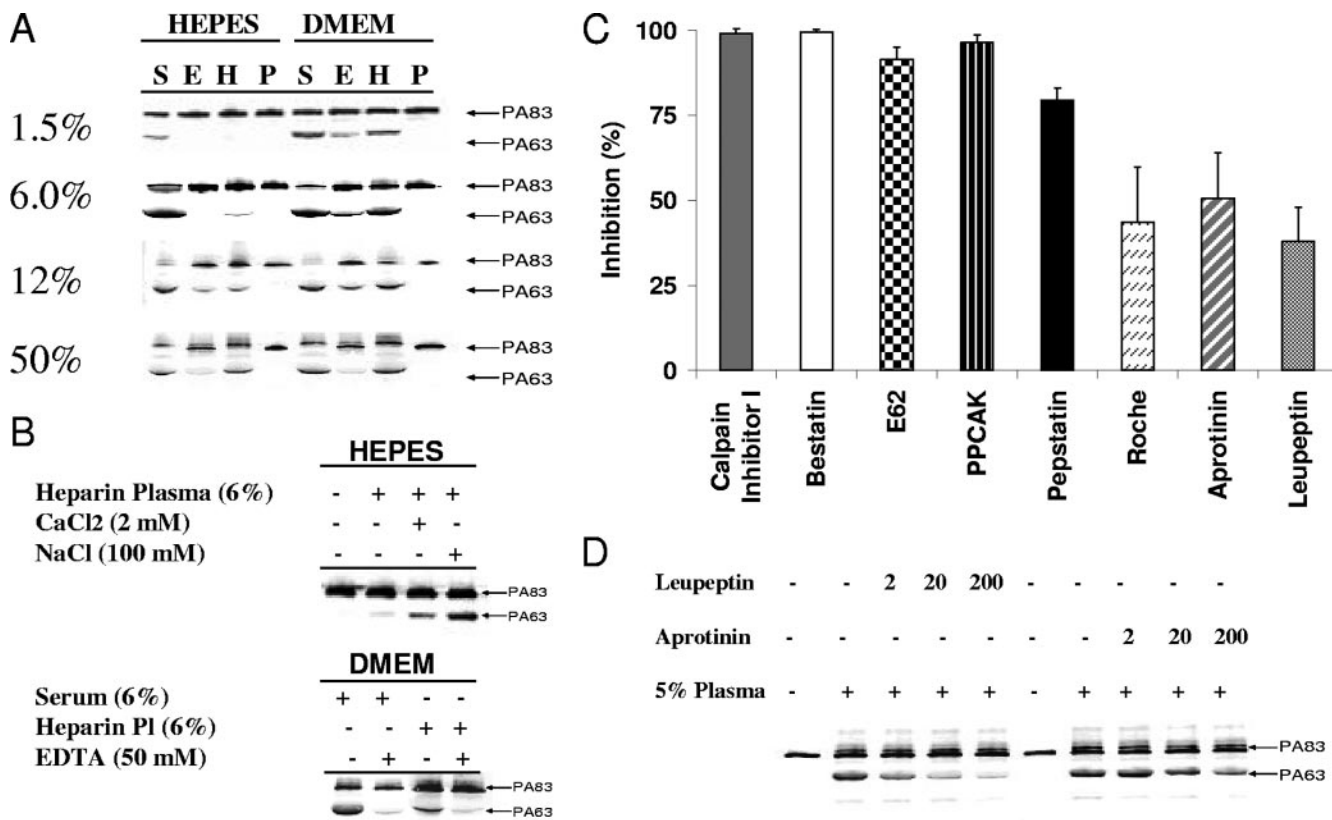 A
HEPES DMEM
S E H P S E H P
1.5% PA83
PA63
6.0% PA83
PA63
12% PA83
PA63
50% PA83
PA63
B
HEPES
Heparin Plasma (6%) - + + +
CaCl2 (2 mM) - - + -
NaCl (100 mM) - - - +
PA83
PA63
DMEM
Serum (6%) + + - -
Heparin Pl (6%) - - + +
EDTA (50 mM) - + - +
PA83
PA63
C
Inhibition (%)
100
75
50
25
0
Calpain
Inhibitor I
Bestatin
E62
PPCAK
Pepstatin
Roche
Aprotinin
Leupeptin
D
Leupeptin - - 2 20 200 - - - - -
Aprotinin - - - - - - - 2 20 200
5% Plasma - + + + + - + + + +
PA83
PA63